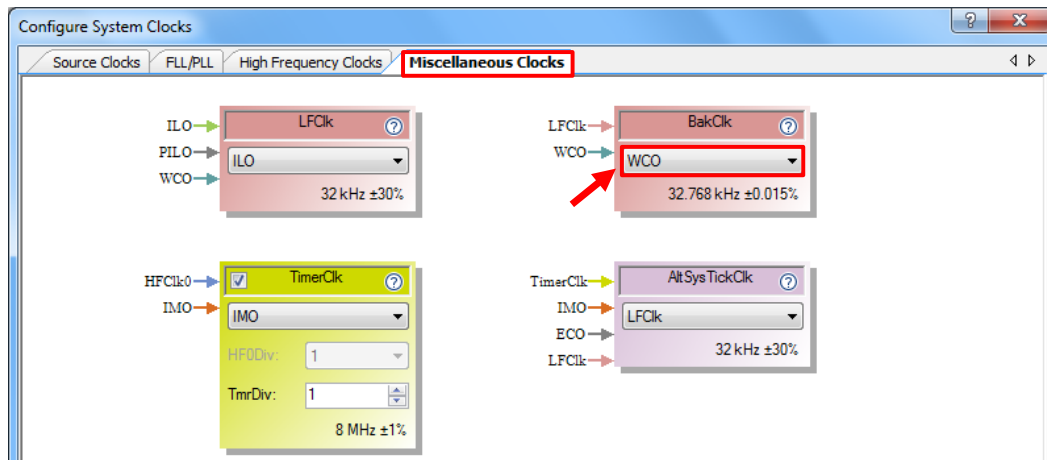 Configure System Clocks
Source Clocks FLL/PLL High Frequency Clocks Miscellaneous Clocks
ILO
PILO
WCO
LFClk
ILO
32 kHz ±30%
LFClk
WCO
BakClk
WCO
32.768 kHz ±0.015%
HFClk0
IMO
TimerClk
IMO
HF0Div: 1
TmrDiv: 1
8 MHz ±1%
TimerClk
IMO
ECO
LFClk
AltSysTickClk
LFClk
32 kHz ±30%